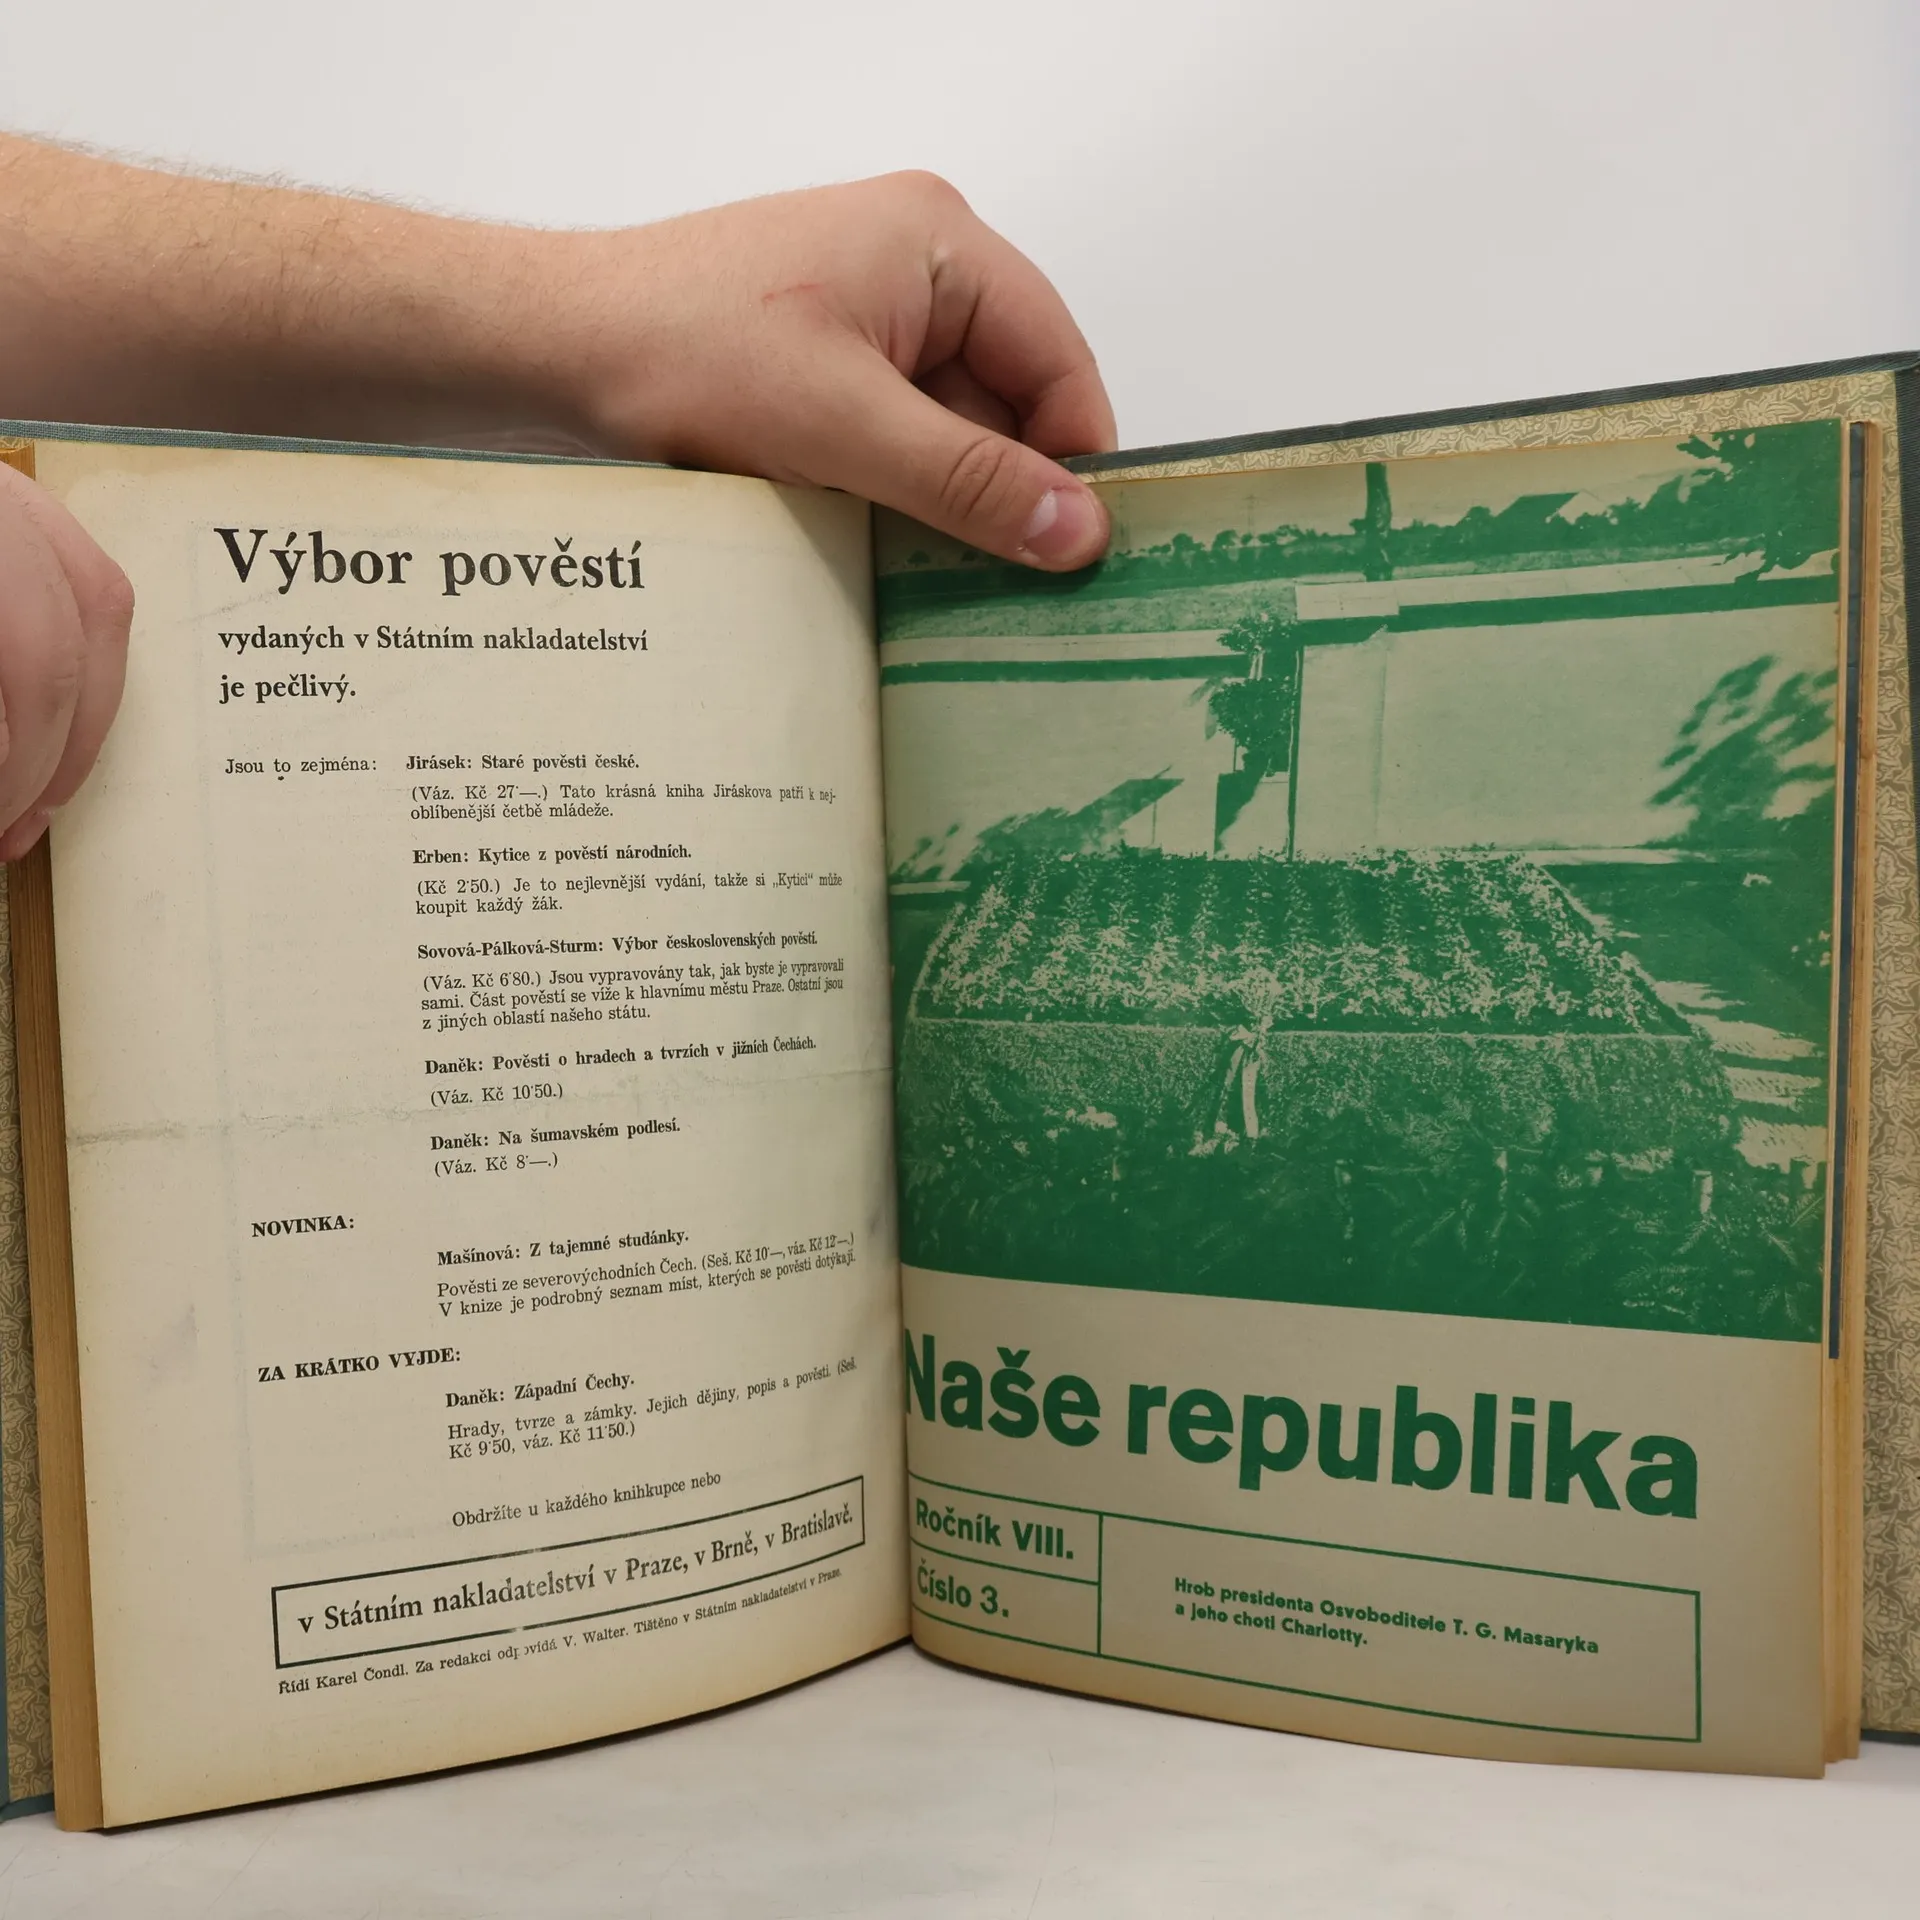 Výbor pověstí
vydaných v Státním nakladatelství
je pečlivý.
Jsou to zejména: Jirásek: Staré pověsti české.
(Váz. Kč 27·—.) Tato krásná kniha Jiráskova patří k nej-
oblíbenější četbě mládeže.
Erben: Kytice z pověstí národních.
(Kč 2·50.) Je to nejlevnější vydání, takže si „Kytici“ může
koupit každý žák.
Sovová-Pálková-Sturm: Výbor československých pověstí.
(Váz. Kč 6·80.) Jsou vypravovány tak, jak byste je vypravovali
sami. Část pověstí se víže k hlavnímu městu Praze. Ostatní jsou
z jiných oblastí našeho státu.
Daněk: Pověsti o hradech a tvrzích v jižních Čechách.
(Váz. Kč 10·50.)
Daněk: Na šumavském podlesí.
(Váz. Kč 8·—.)
NOVINKA:
Mašínová: Z tajemné studánky.
Pověsti ze severovýchodních Čech. (Seš. Kč 10·—, váz. Kč 12·—.)
V knize je podrobný seznam míst, kterých se pověsti dotýkají.
ZA KRÁTKO VYJDE:
Daněk: Západní Čechy.
Hrady, tvrze a zámky. Jejich dějiny, popis a pověsti. (Seš.
Kč 9·50, váz. Kč 11·50.)
Obdržíte u každého knihkupce nebo
v Státním nakladatelství v Praze, v Brně, v Bratislavě.
Řídí Karel Čondl. Za redakci odpovídá V. Walter. Tištěno v Státním nakladatelství v Praze.
Naše republika
Ročník VIII.
Číslo 3.
Hrob presidenta Osvoboditele T. G. Masaryka
a jeho choti Charlotty.